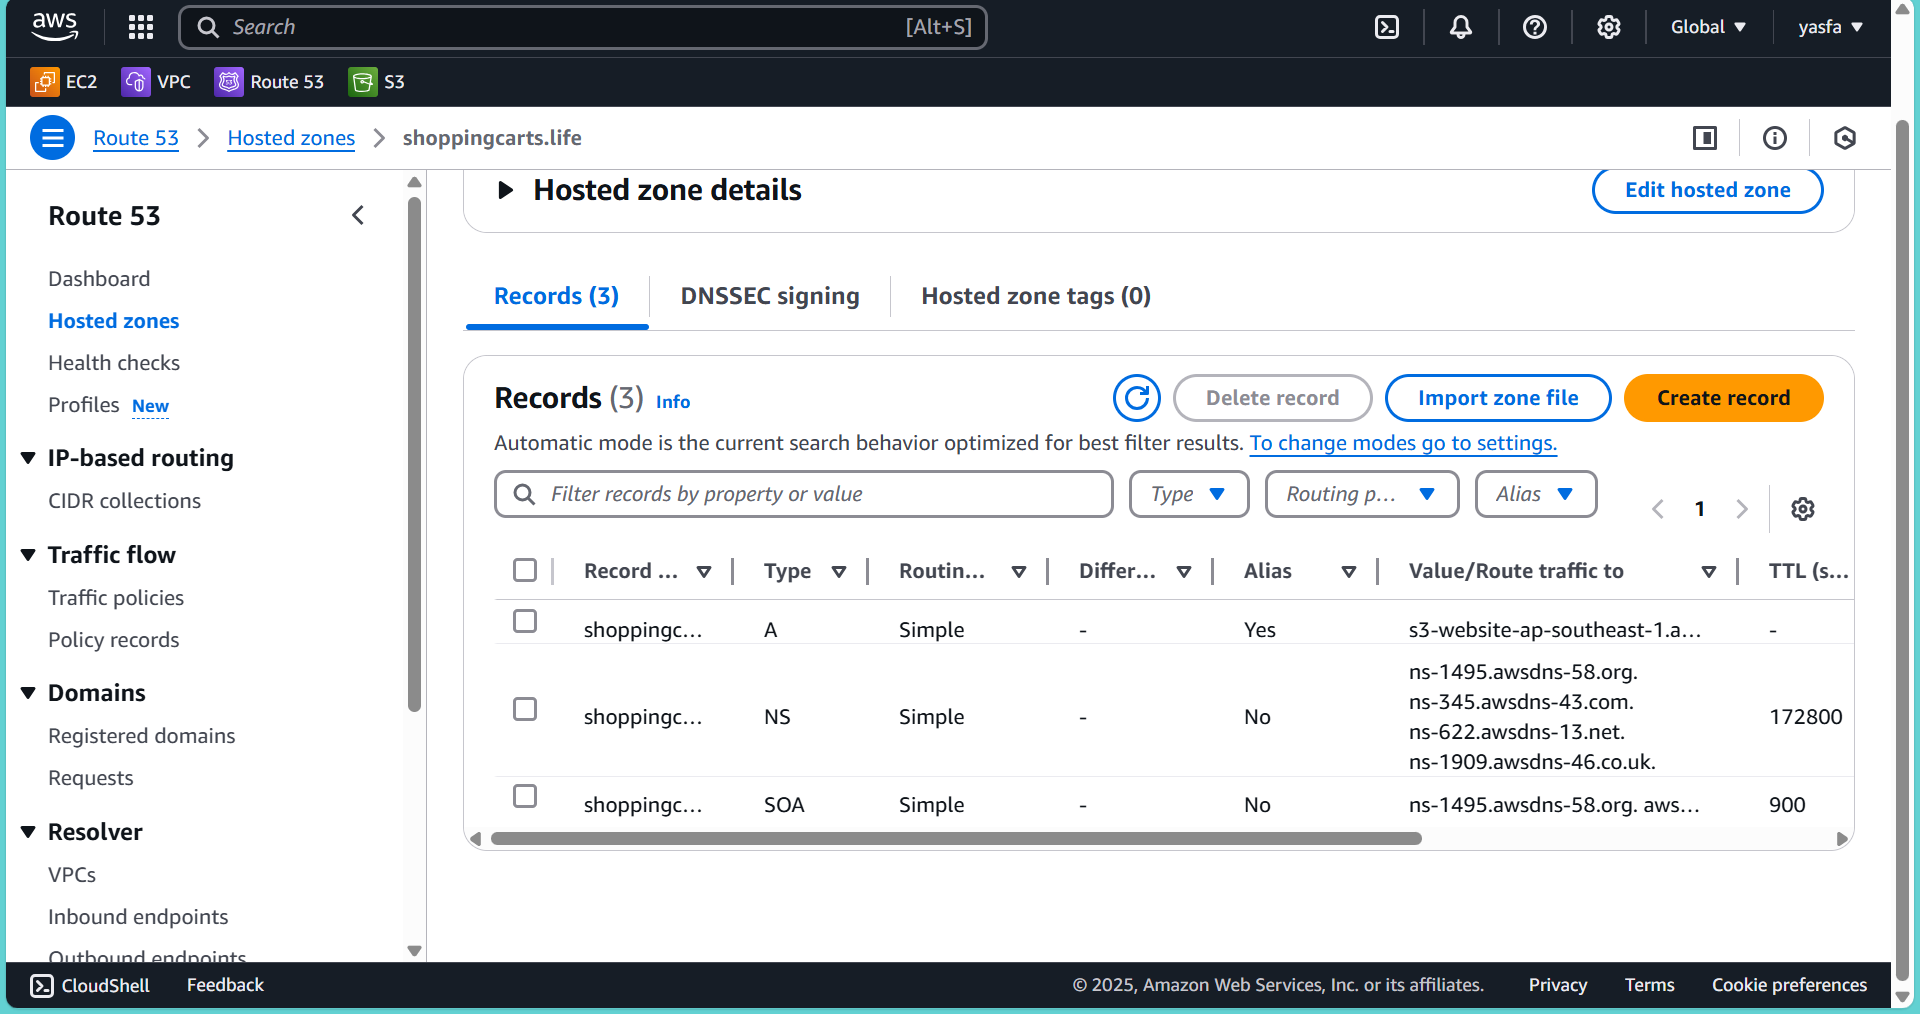 aws
Search [Alt+S]
Global yasfa
EC2 VPC Route 53 S3
Route 53 Hosted zones shoppingcarts.life
Route 53
Dashboard
Hosted zones
Health checks
Profiles New
IP-based routing
CIDR collections
Traffic flow
Traffic policies
Policy records
Domains
Registered domains
Requests
Resolver
VPCs
Inbound endpoints
Outbound endpoints
Hosted zone details Edit hosted zone
Records (3) DNSSEC signing Hosted zone tags (0)
Records (3) Info Delete record Import zone file Create record
Automatic mode is the current search behavior optimized for best filter results. To change modes go to settings.
Filter records by property or value Type Routing p... Alias 1
Record ... Type Routin... Differ... Alias Value/Route traffic to TTL (s...
shoppingc... A Simple - Yes s3-website-ap-southeast-1.a... -
shoppingc... NS Simple - No ns-1495.awsdns-58.org.
ns-345.awsdns-43.com.
ns-622.awsdns-13.net.
ns-1909.awsdns-46.co.uk. 172800
shoppingc... SOA Simple - No ns-1495.awsdns-58.org. aws... 900
CloudShell Feedback © 2025, Amazon Web Services, Inc. or its affiliates. Privacy Terms Cookie preferences